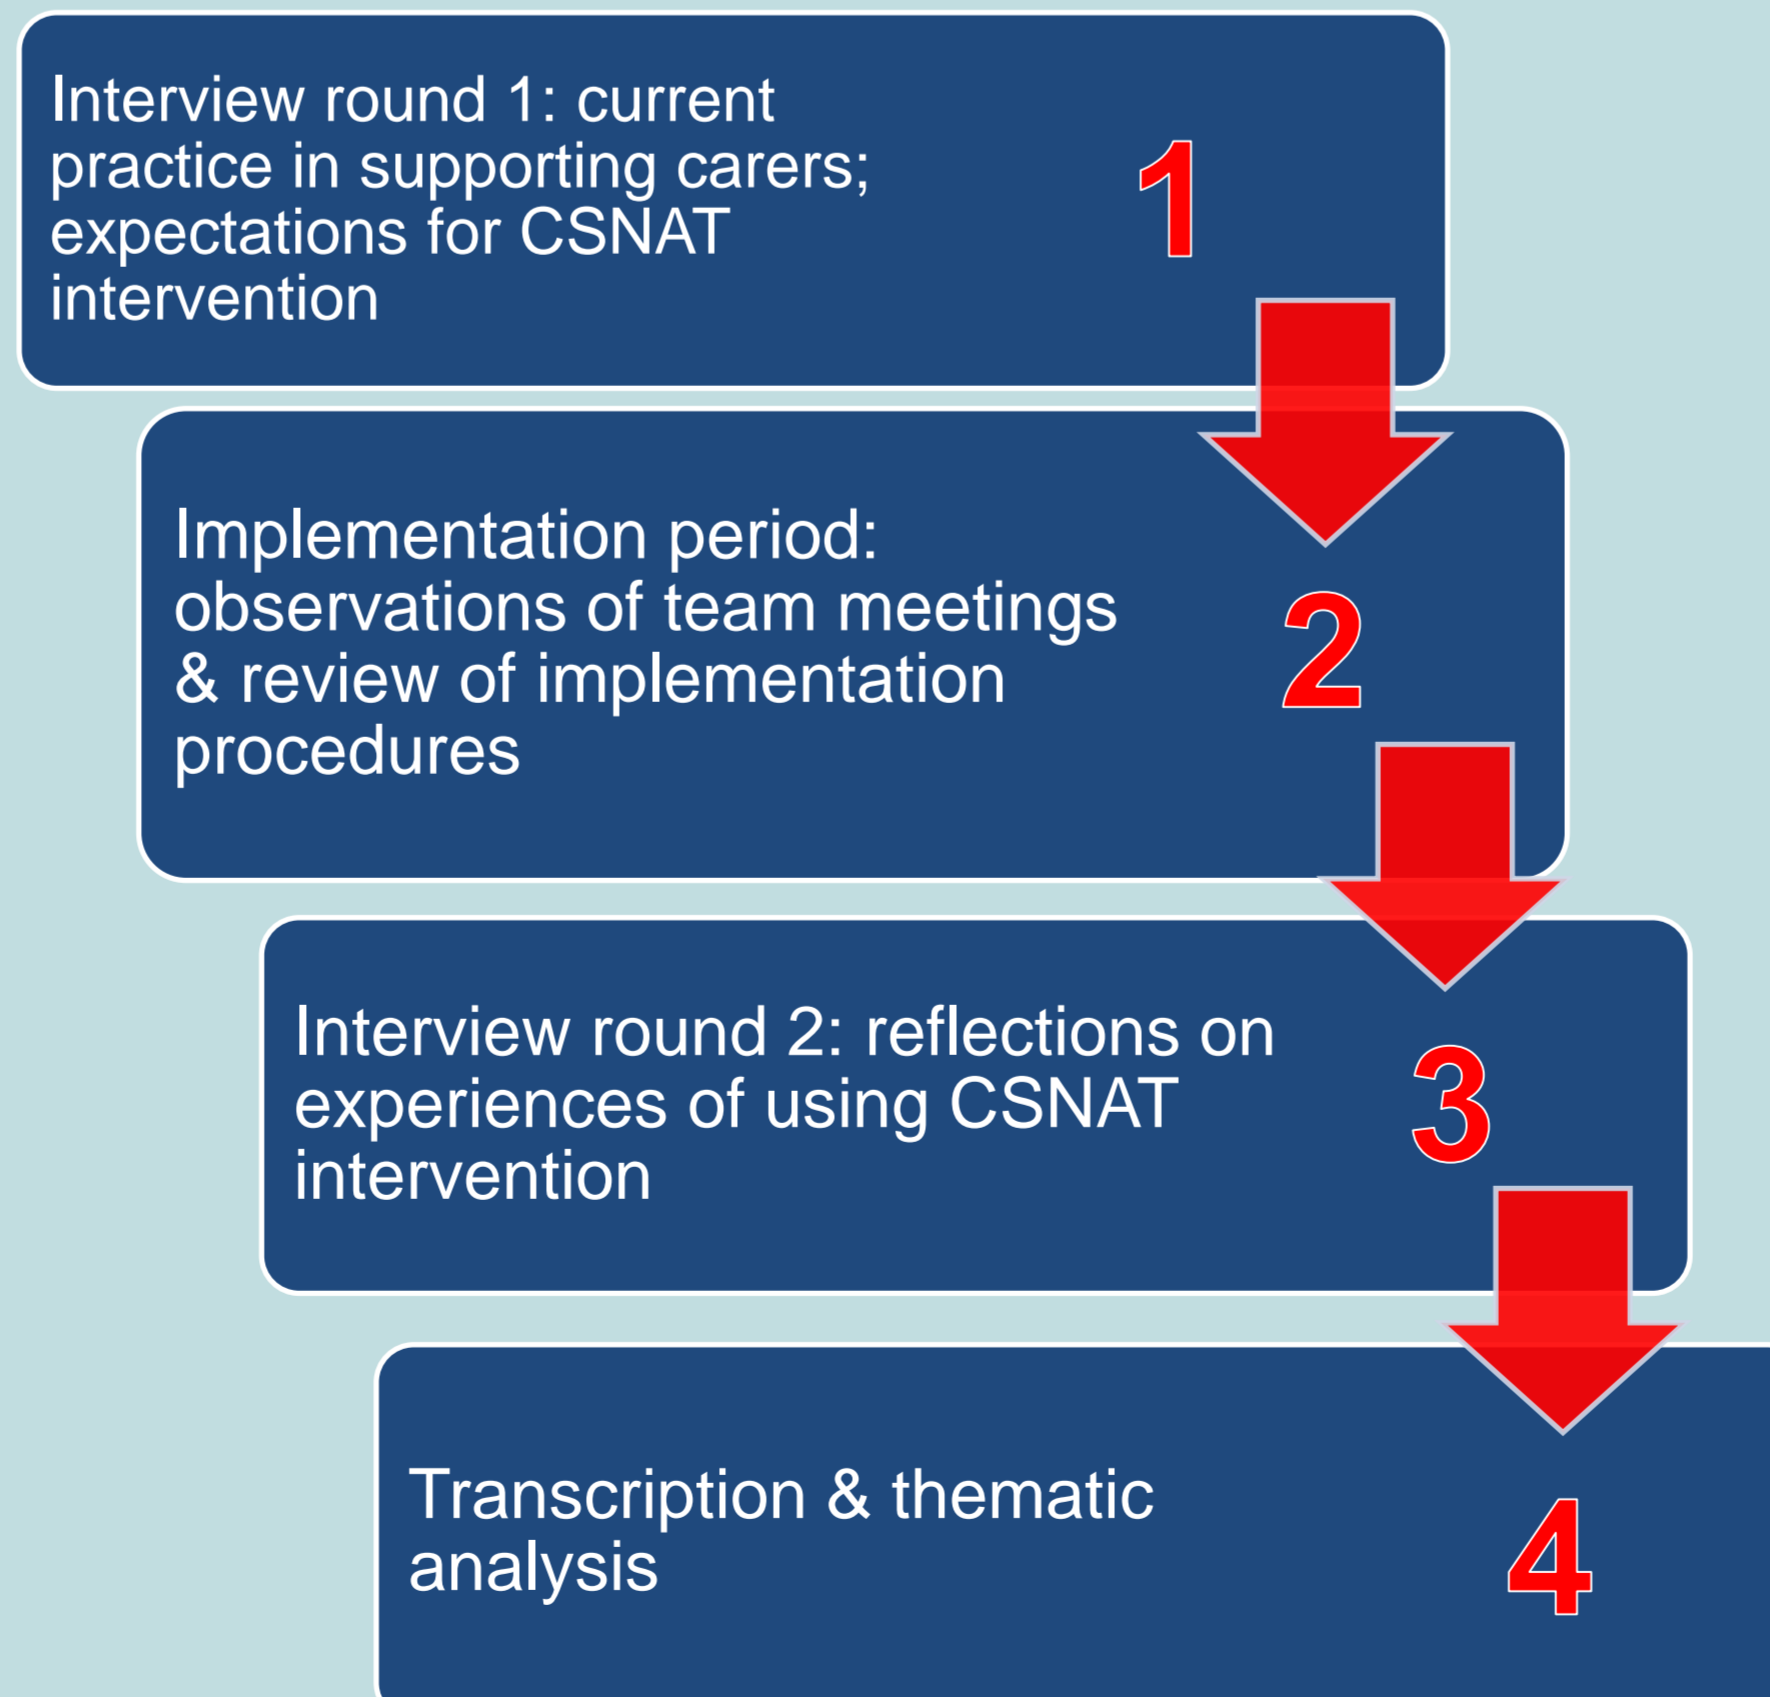 Interview round 1: current
practice in supporting carers;
expectations for CSNAT
intervention
1
Implementation period:
observations of team meetings
& review of implementation
procedures
2
Interview round 2: reflections on
experiences of using CSNAT
intervention
3
Transcription & thematic
analysis
4